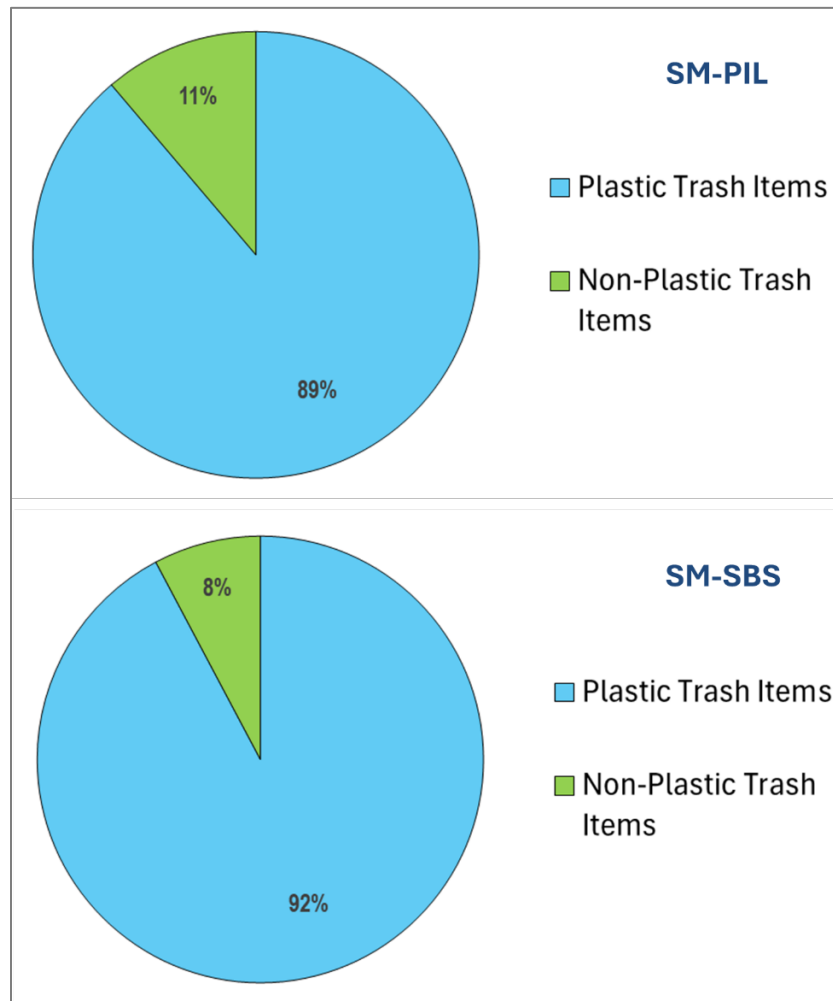 SM-PIL
11%
Plastic Trash Items
Non-Plastic Trash
Items
89%
SM-SBS
8%
Plastic Trash Items
Non-Plastic Trash
Items
92%